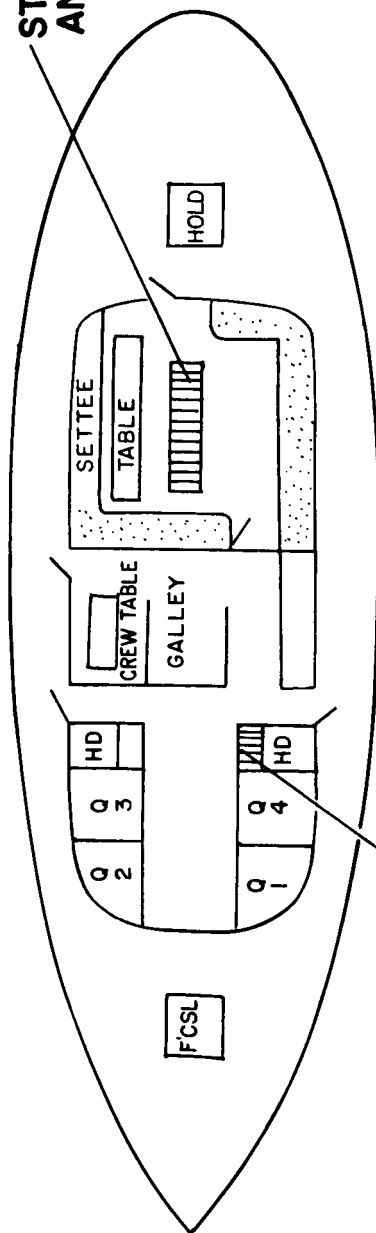 ST
AN
HOLD
SETTEE
TABLE
CREW TABLE
GALLEY
HD
Q 3
Q 2
HD
Q 4
Q 1
F'CSL